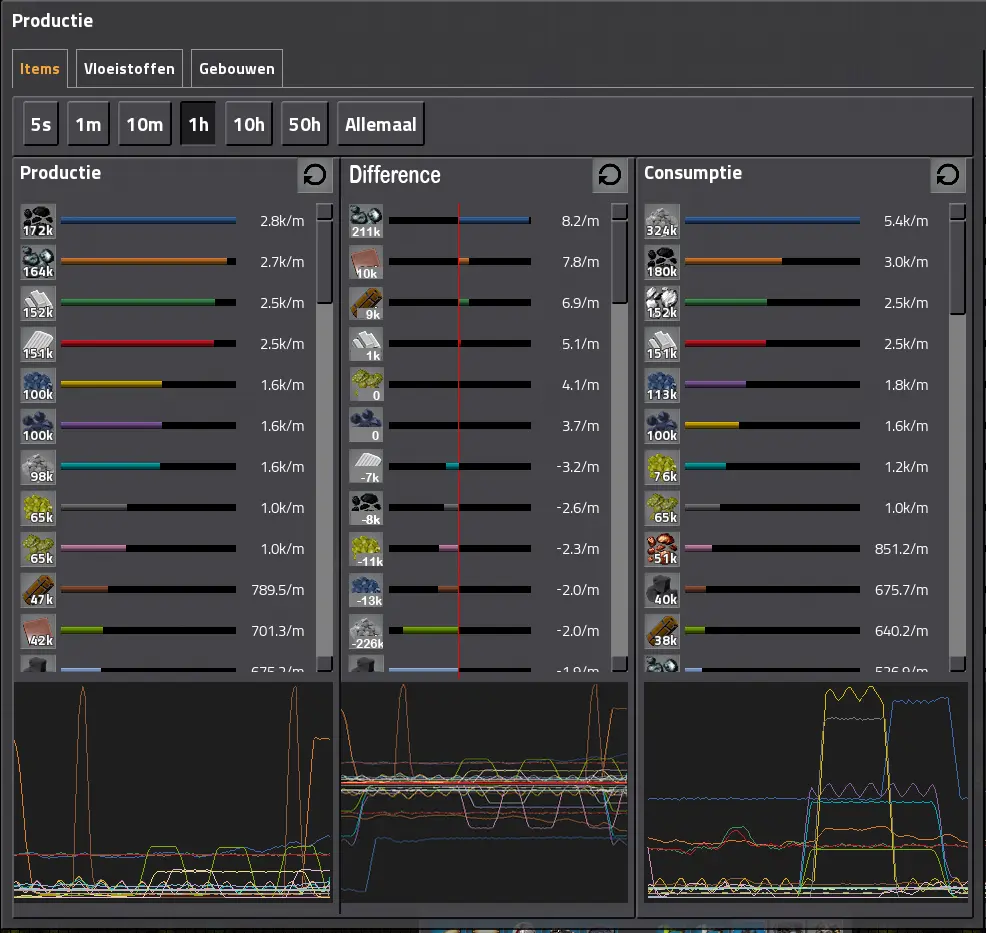 Productie
Items Vloeistoffen Gebouwen
5s 1m 10m 1h 10h 50h Allemaal
Productie
172k 2.8k/m
164k 2.7k/m
152k 2.5k/m
151k 2.5k/m
100k 1.6k/m
100k 1.6k/m
98k 1.6k/m
65k 1.0k/m
65k 1.0k/m
47k 789.5/m
42k 701.3/m
675.2/m
Difference
211k 8.2/m
10k 7.8/m
9k 6.9/m
1k 5.1/m
0 4.1/m
0 3.7/m
-7k -3.2/m
-8k -2.6/m
-11k -2.3/m
-13k -2.0/m
-226k -2.0/m
-1.9/m
Consumptie
324k 5.4k/m
180k 3.0k/m
152k 2.5k/m
151k 2.5k/m
113k 1.8k/m
100k 1.6k/m
76k 1.2k/m
65k 1.0k/m
51k 851.2/m
40k 675.7/m
38k 640.2/m